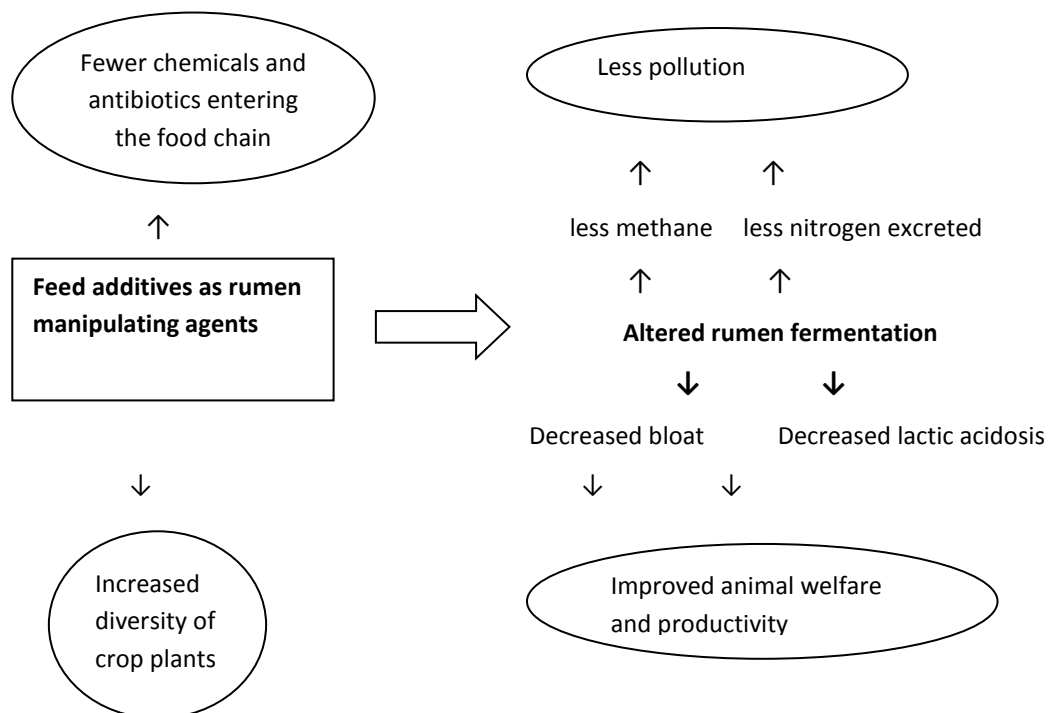 Fewer chemicals and
antibiotics entering
the food chain
Less pollution
↑ ↑
less methane less nitrogen excreted
↑
↑ ↑
Feed additives as rumen
manipulating agents
Altered rumen fermentation
↓ ↓
Decreased bloat Decreased lactic acidosis
↓
↓ ↓
Increased
diversity of
crop plants
Improved animal welfare
and productivity